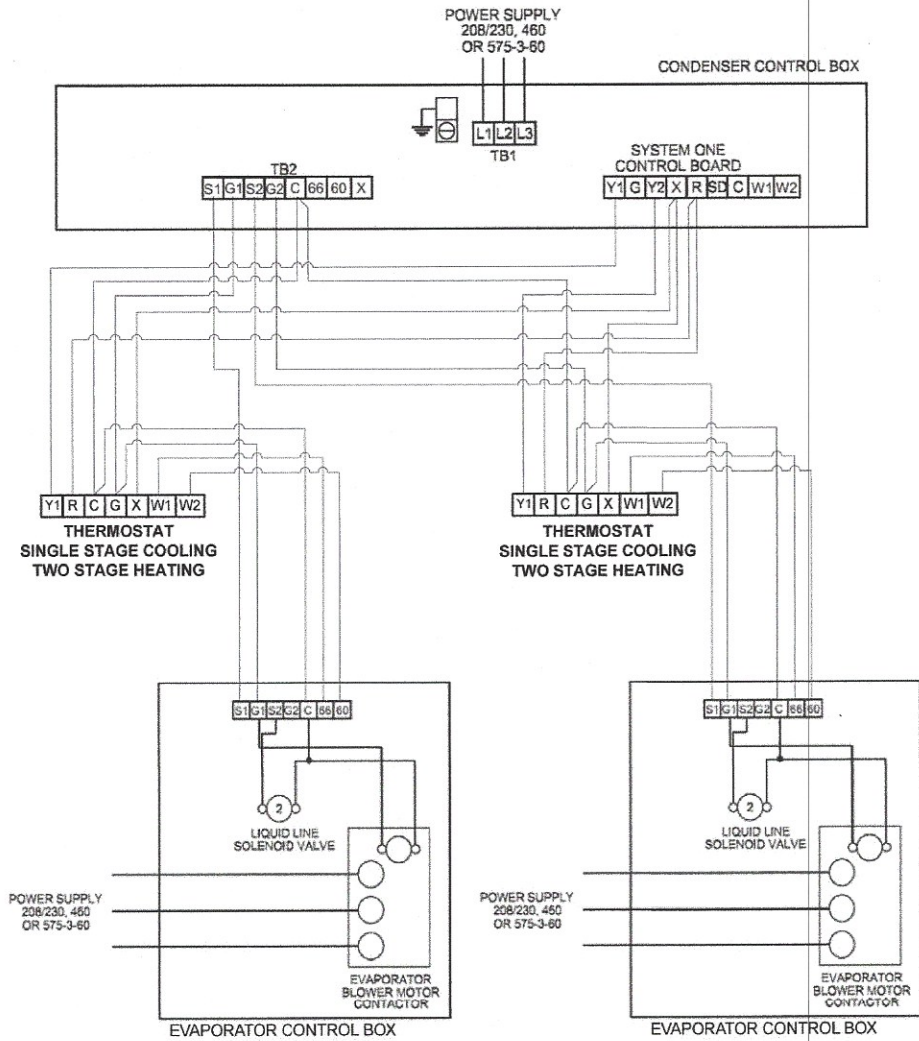 POWER SUPPLY
208/230, 460
OR 575-3-60
CONDENSER CONTROL BOX
L1 L2 L3
TB1
SYSTEM ONE
CONTROL BOARD
TB2
S1 G1 S2 G2 C 66 60 X
Y1 G Y2 X R SD C W1 W2
Y1 R C G X W1 W2
THERMOSTAT
SINGLE STAGE COOLING
TWO STAGE HEATING
Y1 R C G X W1 W2
THERMOSTAT
SINGLE STAGE COOLING
TWO STAGE HEATING
S1 G1 S2 G2 C 66 60
2
LIQUID LINE
SOLENOID VALVE
POWER SUPPLY
208/230, 460
OR 575-3-60
EVAPORATOR
BLOWER MOTOR
CONTACTOR
EVAPORATOR CONTROL BOX
S1 G1 S2 G2 C 66 60
2
LIQUID LINE
SOLENOID VALVE
POWER SUPPLY
208/230, 460
OR 575-3-60
EVAPORATOR
BLOWER MOTOR
CONTACTOR
EVAPORATOR CONTROL BOX